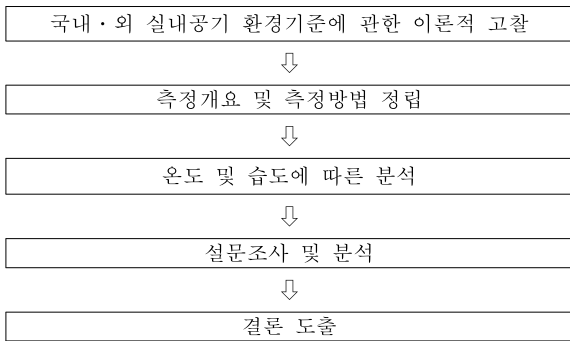 국내·외 실내공기 환경기준에 관한 이론적 고찰
측정개요 및 측정방법 정립
온도 및 습도에 따른 분석
설문조사 및 분석
결론 도출